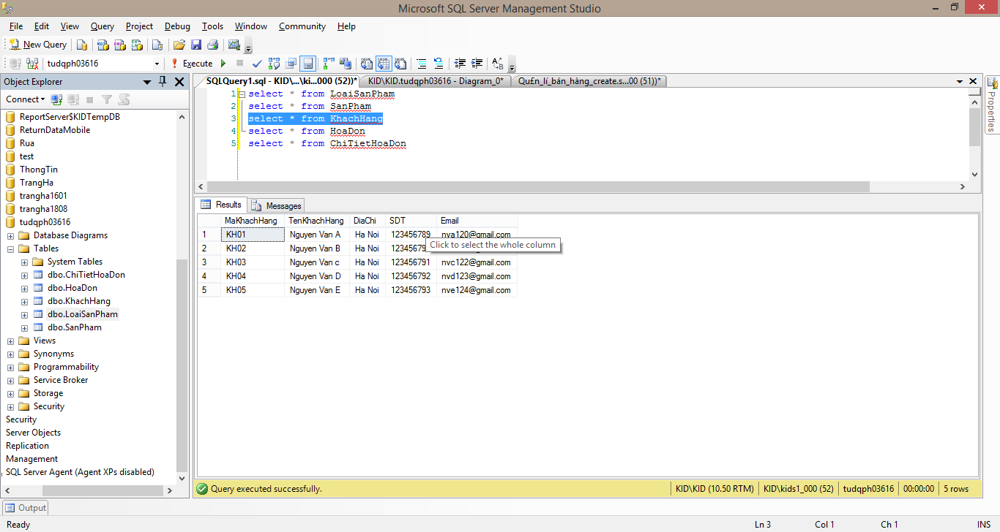 Microsoft SQL Server Management Studio
File Edit View Query Project Debug Tools Window Community Help
New Query
tudqph03616 Execute
Object Explorer
Connect
ReportServer$KIDTempDB
ReturnDataMobile
Rua
test
ThongTin
TrangHa
trangha1601
trangha1808
tudqph03616
Database Diagrams
Tables
System Tables
dbo.ChiTietHoaDon
dbo.HoaDon
dbo.KhachHang
dbo.LoaiSanPham
dbo.SanPham
Views
Synonyms
Programmability
Service Broker
Storage
Security
Security
Server Objects
Replication
Management
SQL Server Agent (Agent XPs disabled)
SQLQuery1.sql - KID\...\ki...000 (52))* KID\KID.tudqph03616 - Diagram_0* Qu£n_lí_bán_hàng_create.s...00 (51))*
1 select * from LoaiSanPham
2 select * from SanPham
3 select * from KhachHang
4 select * from HoaDon
5 select * from ChiTietHoaDon
Results Messages
MaKhachHang TenKhachHang DiaChi SDT Email
1 KH01 Nguyen Van A Ha Noi 123456789 nva120@gmail.com
Click to select the whole column
2 KH02 Nguyen Van B Ha Noi
3 KH03 Nguyen Van c Ha Noi 123456791 nvc122@gmail.com
4 KH04 Nguyen Van D Ha Noi 123456792 nvd123@gmail.com
5 KH05 Nguyen Van E Ha Noi 123456793 nve124@gmail.com
Query executed successfully. KID\KID (10.50 RTM) KID\kids1_000 (52) tudqph03616 00:00:00 5 rows
Properties
Output
Ready Ln 3 Col 1 Ch 1 INS